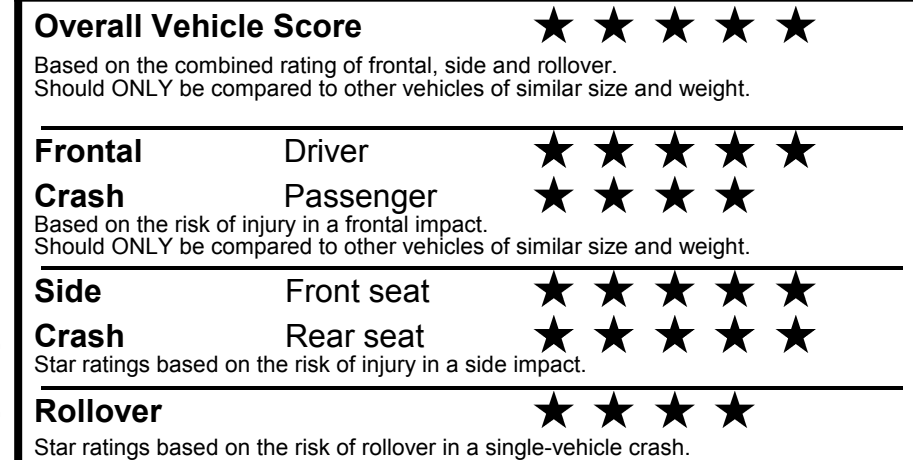 Overall Vehicle Score ★ ★ ★ ★ ★
Based on the combined rating of frontal, side and rollover.
Should ONLY be compared to other vehicles of similar size and weight.
Frontal Driver ★ ★ ★ ★ ★
Crash Passenger ★ ★ ★ ★
Based on the risk of injury in a frontal impact.
Should ONLY be compared to other vehicles of similar size and weight.
Side Front seat ★ ★ ★ ★ ★
Crash Rear seat ★ ★ ★ ★ ★
Star ratings based on the risk of injury in a side impact.
Rollover ★ ★ ★ ★
Star ratings based on the risk of rollover in a single-vehicle crash.